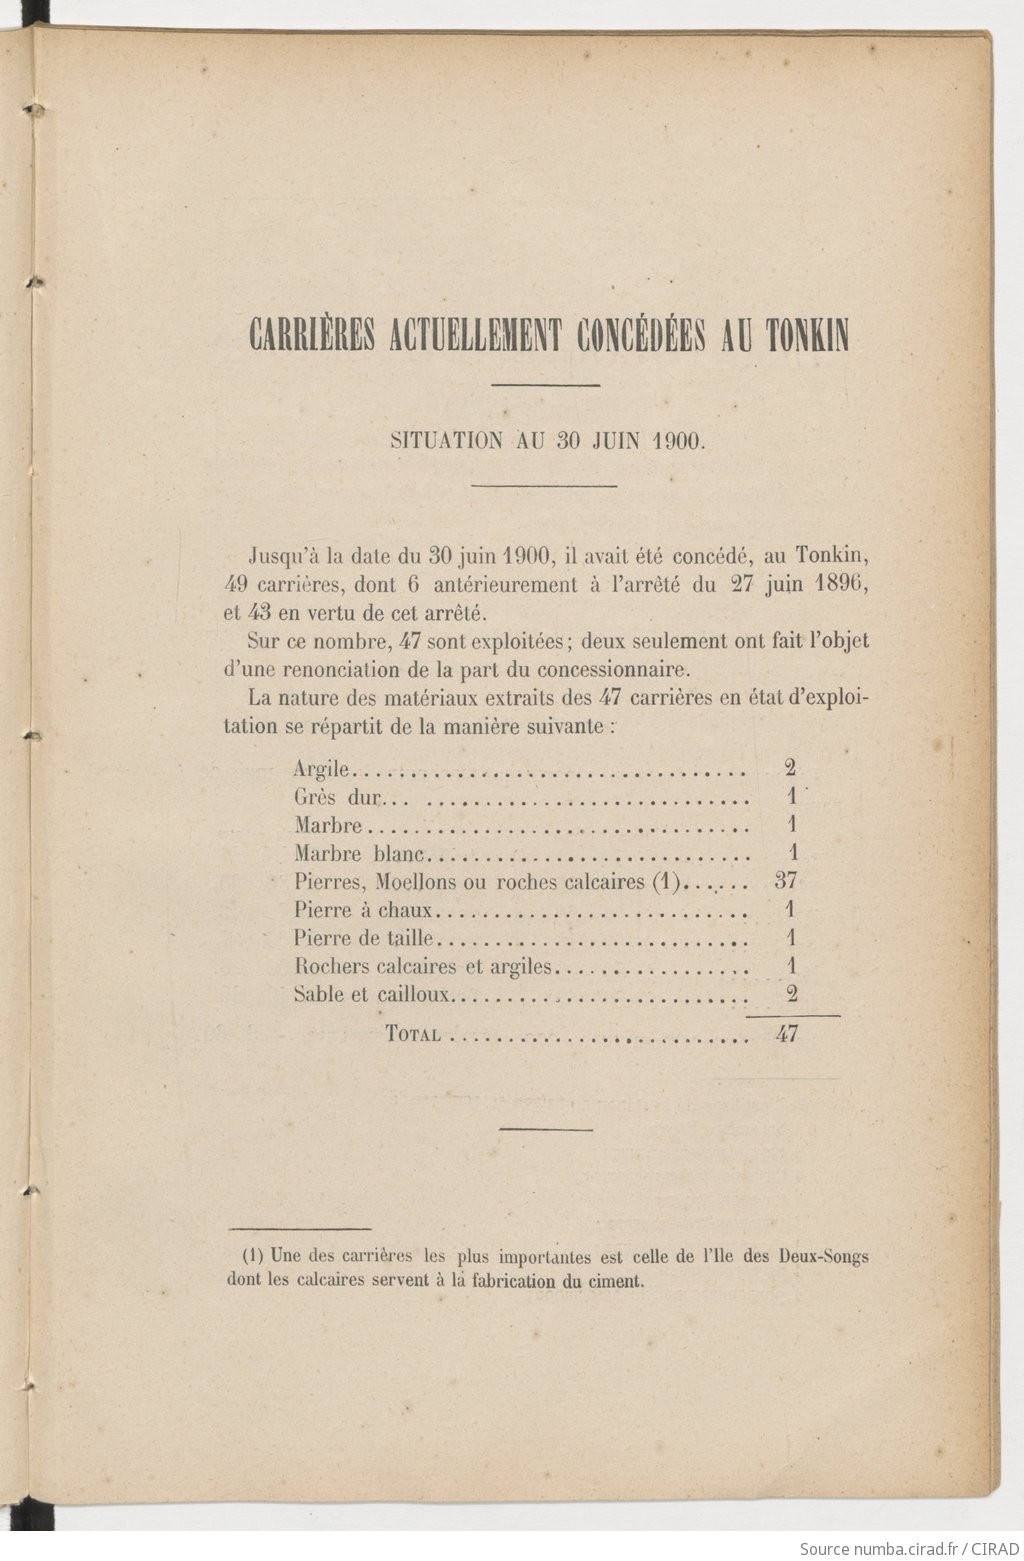 CARRIÈRES ACTUELLEMENT CONCÉDÉES AU TONKIN
SITUATION AU 30 JUIN 1900.
Jusqu'à la date du 30 juin 1900, il avait été concédé, au Tonkin,
49 carrières, dont 6 antérieurement à l'arrêté du 27 juin 1896,
et 43 en vertu de cet arrêté.
Sur ce nombre, 47 sont exploitées ; deux seulement ont fait l'objet
d'une renonciation de la part du concessionnaire.
La nature des matériaux extraits des 47 carrières en état d'exploi-
tation se répartit de la manière suivante :
Argile.................................. 2
Grès dur... ............................ 1
Marbre................................. 1
Marbre blanc............................ 1
Pierres, Moellons ou roches calcaires (1)...... 37
Pierre à chaux........................... 1
Pierre de taille........................... 1
Rochers calcaires et argiles................. 1
Sable et cailloux.......................... 2
TOTAL .......................... 47
(1) Une des carrières les plus importantes est celle de l'Ile des Deux-Songs
dont les calcaires servent à la fabrication du ciment.
Source numba.cirad.fr / CIRAD